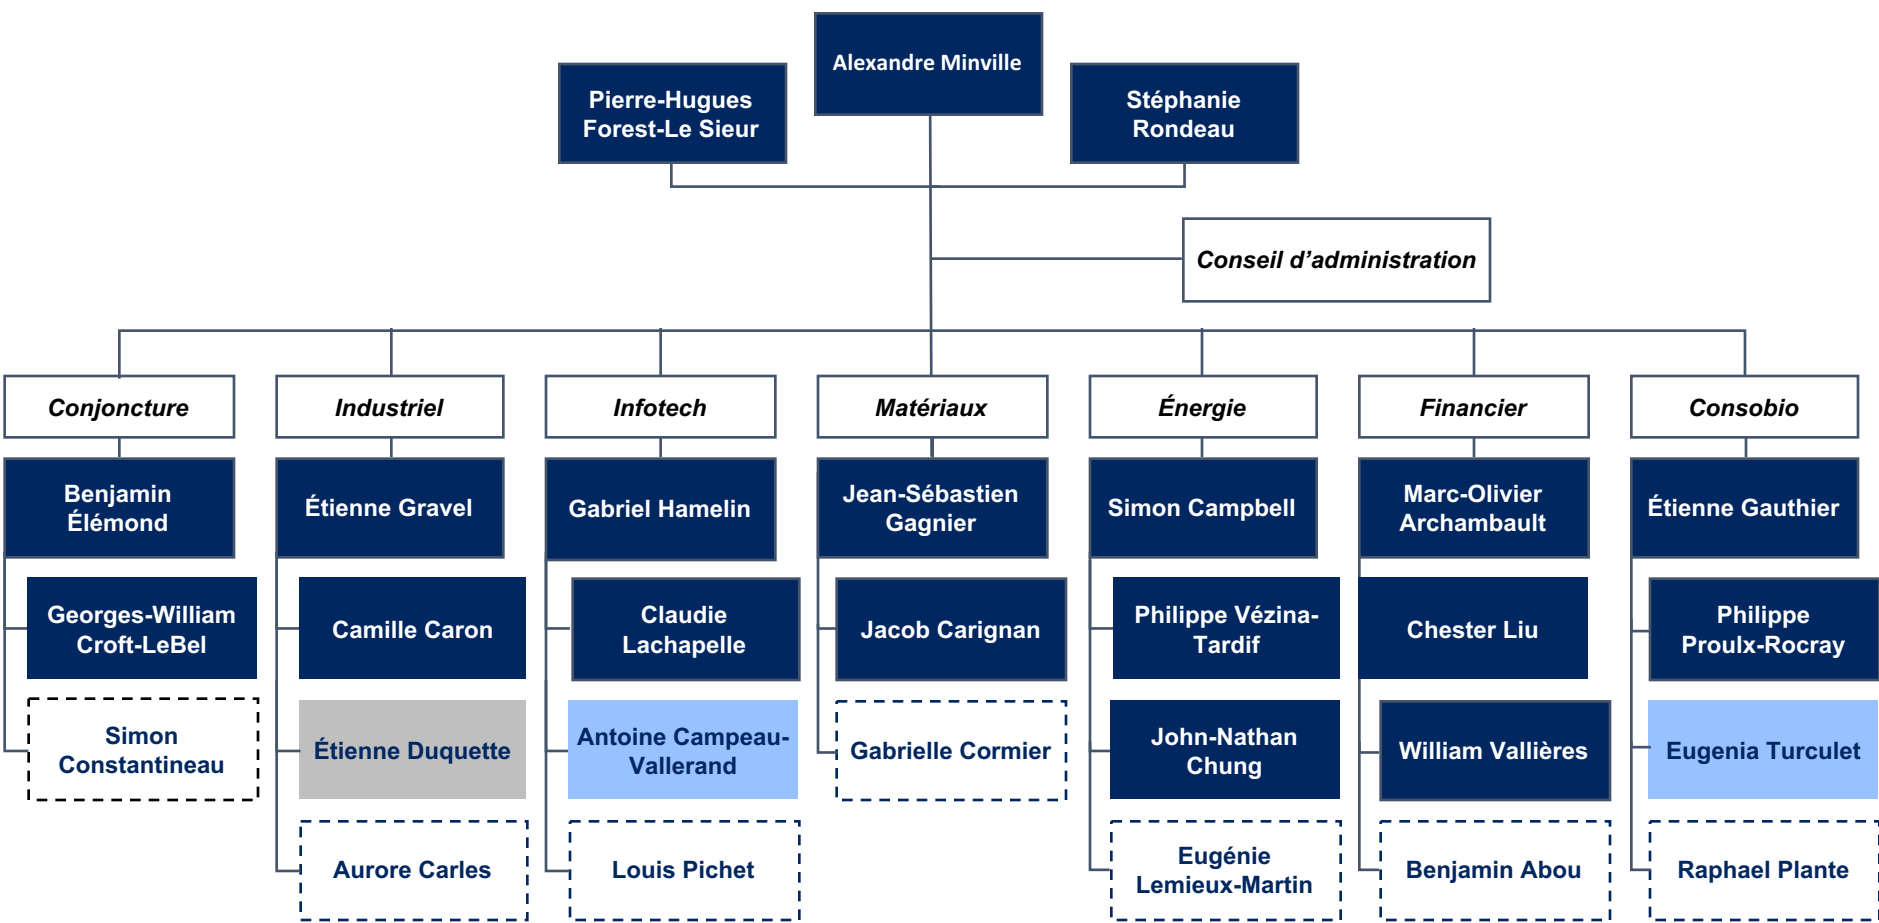 Alexandre Minville
Pierre-Hugues
Forest-Le Sieur
Stéphanie
Rondeau
Conseil d'administration
Conjoncture
Industriel
Infotech
Matériaux
Énergie
Financier
Consobio
Benjamin
Élémond
Étienne Gravel
Gabriel Hamelin
Jean-Sébastien
Gagnier
Simon Campbell
Marc-Olivier
Archambault
Étienne Gauthier
Georges-William
Croft-LeBel
Camille Caron
Claudie
Lachapelle
Jacob Carignan
Philippe Vézina-
Tardif
Chester Liu
Philippe
Proulx-Rocray
Simon
Constantineau
Étienne Duquette
Antoine Campeau-
Vallerand
Gabrielle Cormier
John-Nathan
Chung
William Vallières
Eugenia Turculet
Aurore Carles
Louis Pichet
Eugénie
Lemieux-Martin
Benjamin Abou
Raphael Plante